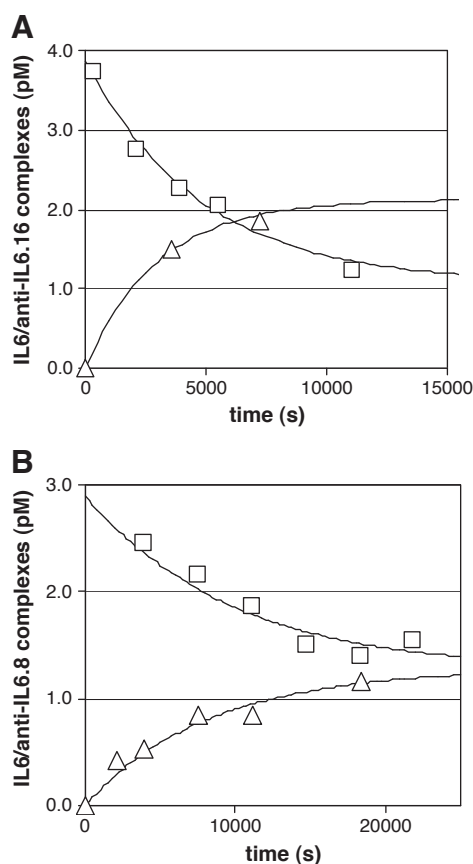 A
IL6/anti-IL6.16 complexes (pM)
4.0
3.0
2.0
1.0
0.0
0 5000 10000 15000
time (s)
B
IL6/anti-IL6.8 complexes (pM)
3.0
2.0
1.0
0.0
0 10000 20000
time (s)